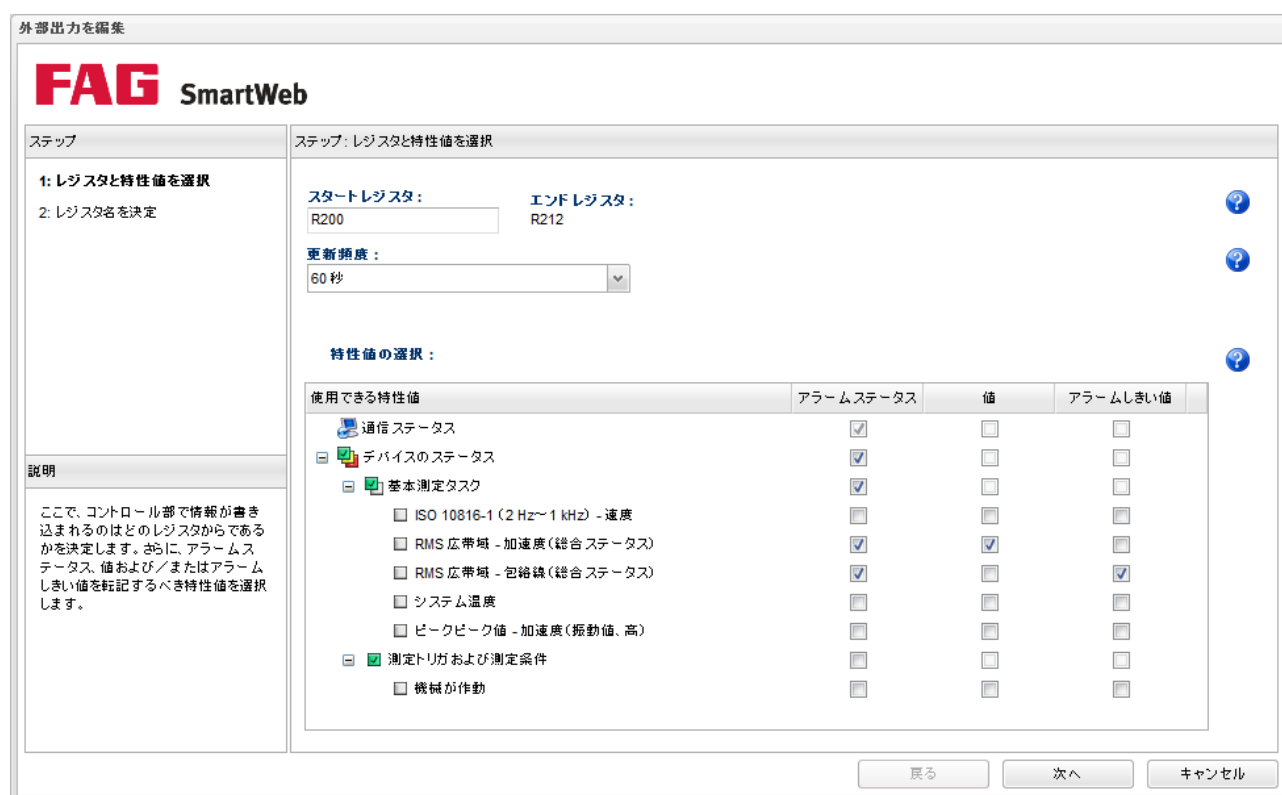 外部出力を編集
FAG SmartWeb
ステップ
1: レジスタと特性値を選択
2: レジスタ名を決定
説明
ここで、コントロール部で情報が書き
込まれるのはどのレジスタからである
かを決定します。さらに、アラームス
テータス、値および／またはアラーム
しきい値を転記するべき特性値を選択
します。
ステップ: レジスタと特性値を選択
スタートレジスタ: エンドレジスタ:
R200 R212
更新頻度:
60 秒
特性値の選択:
使用できる特性値 アラームステータス 値 アラームしきい値
通信ステータス
デバイスのステータス
基本測定タスク
ISO 10816-1 (2 Hz～1 kHz) - 速度
RMS 広帯域 - 加速度(総合ステータス)
RMS 広帯域 - 包絡線(総合ステータス)
システム温度
ピークピーク値 - 加速度(振動値、高)
測定トリガおよび測定条件
機械が作動
戻る 次へ キャンセル